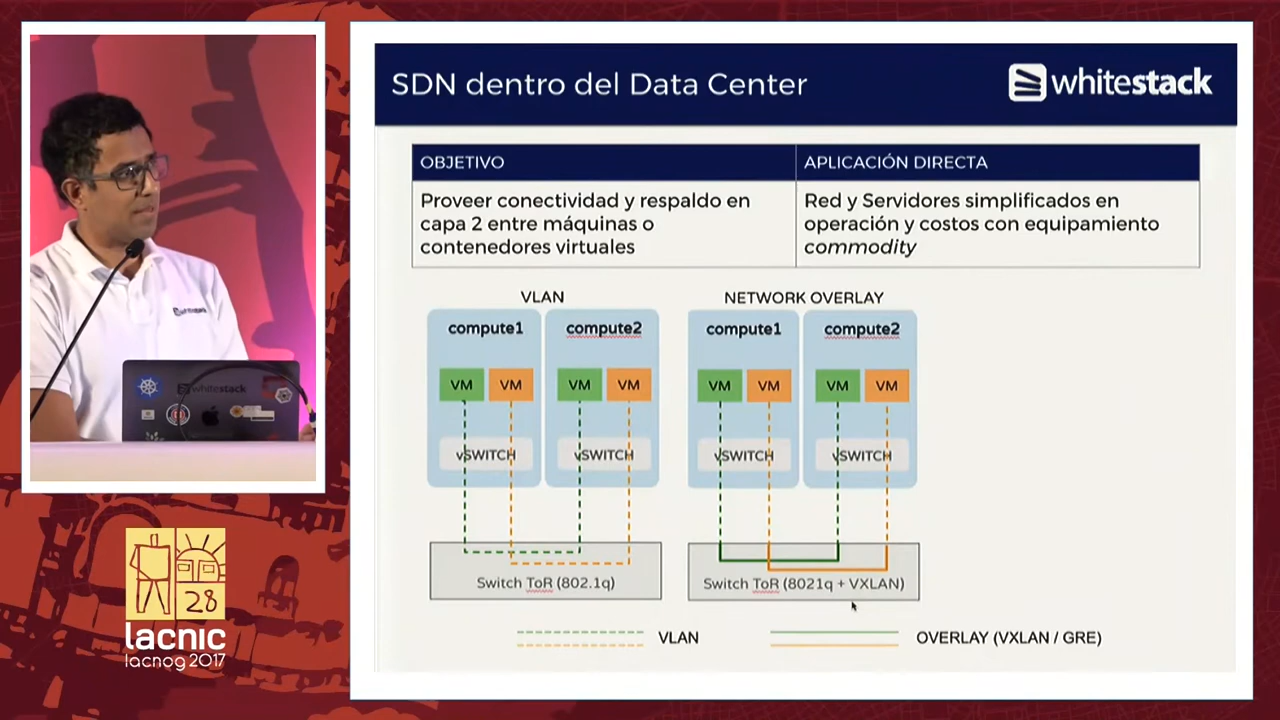 SDN dentro del Data Center
whitestack
OBJETIVO
APLICACIÓN DIRECTA
Proveer conectividad y respaldo en
capa 2 entre máquinas o
contenedores virtuales
Red y Servidores simplificados en
operación y costos con equipamiento
commodity
VLAN
NETWORK OVERLAY
compute1
compute2
compute1
compute2
VM
VM
VM
VM
VM
VM
VM
VM
vSWITCH
vSWITCH
vSWITCH
vSWITCH
Switch ToR (802.1q)
Switch ToR (8021q + VXLAN)
VLAN
OVERLAY (VXLAN / GRE)
whitestack
whitestack
28
lacnic
lacnog 2017